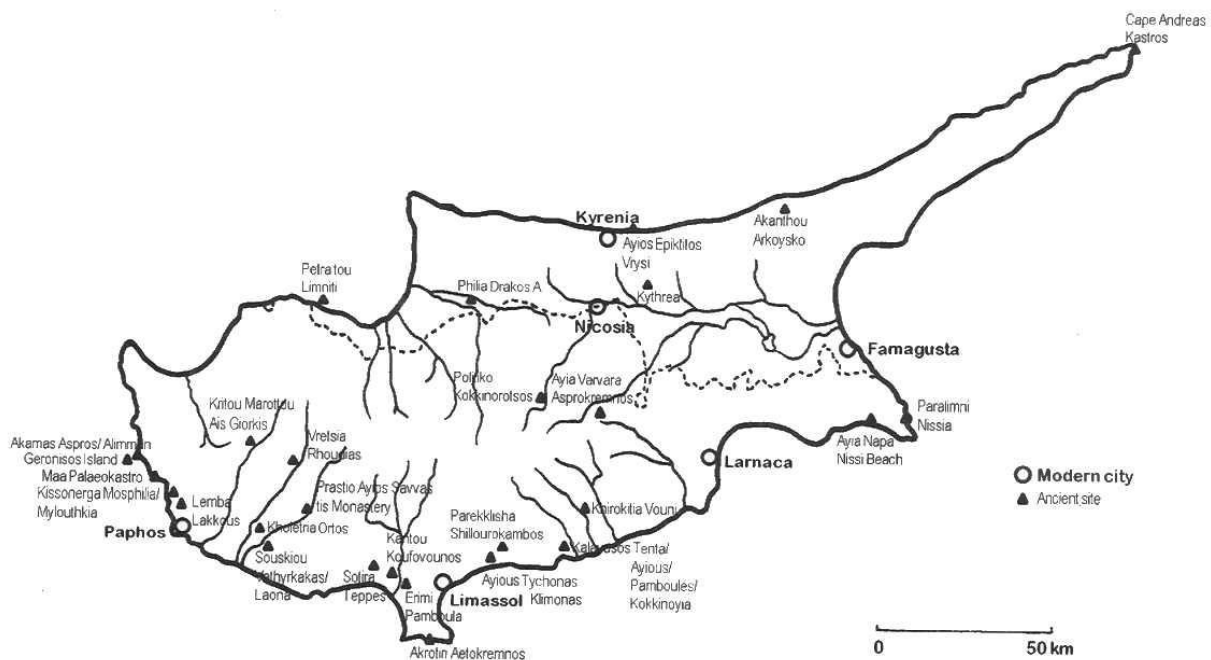 Cape Andreas
Kastros
Kyrenia
Akanthou
Arkoysko
Ayios Epiktitos
Vrysi
Petra tou
Limniti
Philia Drakos A
Kythrea
Nicosia
Famagusta
Politiko
Kokkinorotsos
Ayia Varvara
Asprokremnos
Kritou Marottou
Ais Giorkis
Paralimni
Nissia
Akamas Aspros/ Alimman
Geronisos Island
Vretsia
Rhoudias
Ayia Napa
Nissi Beach
Maa Palaeokastro
Larnaca
Modern city
Kissonerga Mosphilia/
Mylouthkia
Prastio Ayios Savvas
tis Monastery
Ancient site
Lemba
Lakkous
Parekklisha
Shillourokambos
Khirokitia Vouni
Paphos
Kholetria Ortos
Kantou
Koufovounos
Souskiou
Vathyrkakas/
Laona
Kalavasos Tenta/
Ayious/
Pamboules/
Kokkinoyia
Sotira
Teppes
Ayious Tychonas
Klimonas
Erimi
Pamboula
Limassol
Akrotiri Aetokremnos
0 50 km